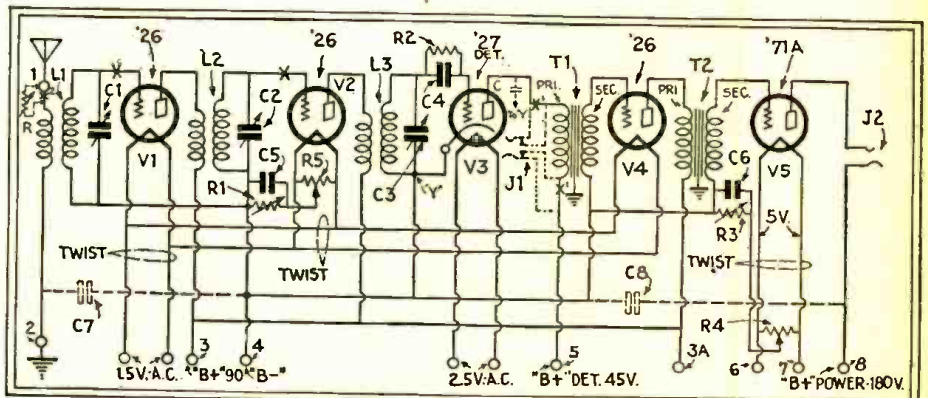 '26
'26
R2
'27
DET.
T1
'26
'71A
1
L1
C1
L2
C2
V2
L3
C4
C
PRI.
SEC.
T2
PRI
SEC.
J2
R
"Y"
V1
C5
R5
R1
V3
C3
"Y"
J1
V4
C6
V5
R3
5V.
TWIST
TWIST
TWIST
C7
C8
R4
2
3
4
5
3A
6
7
8
1.5V.A.C.
"B+"90
"B-"
2.5V.A.C.
"B+"DET. 45V.
"B+"POWER-180V.